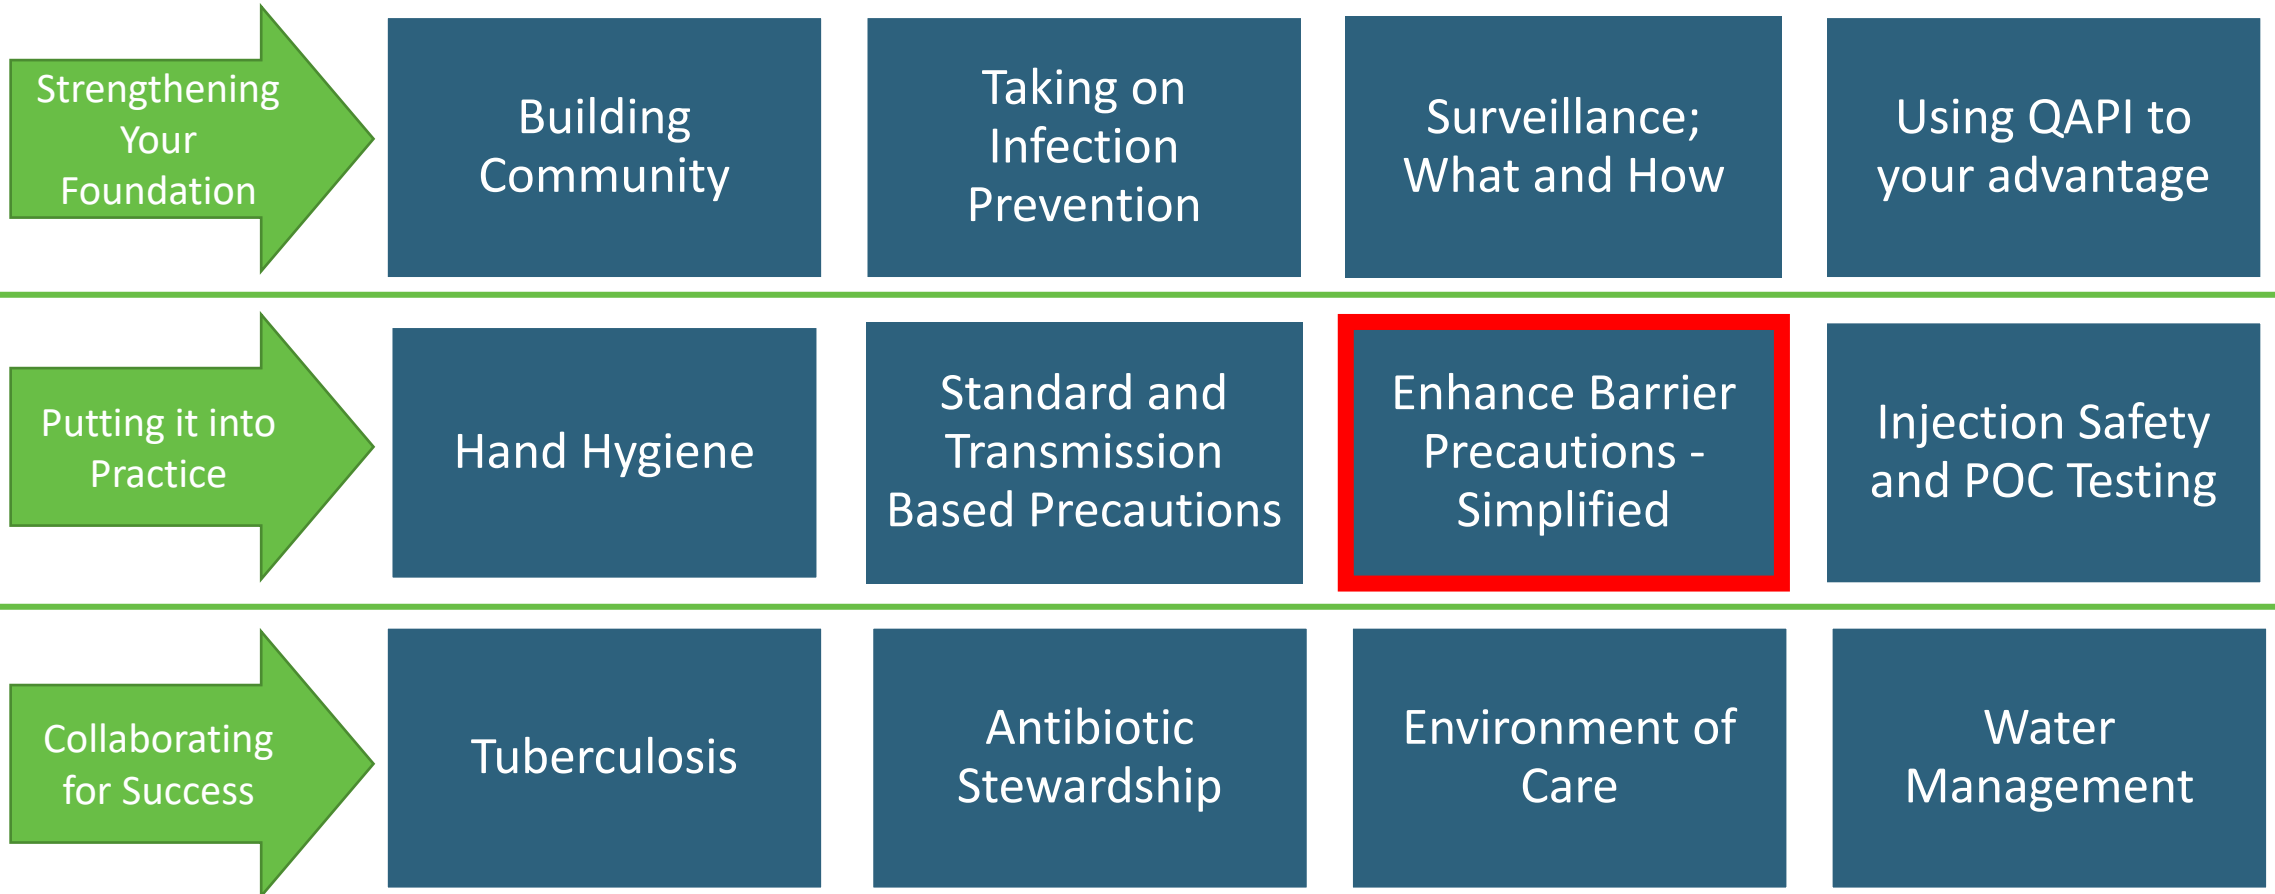 Strengthening
Your
Foundation
Building
Community
Taking on
Infection
Prevention
Surveillance;
What and How
Using QAPI to
your advantage
Putting it into
Practice
Hand Hygiene
Standard and
Transmission
Based Precautions
Enhance Barrier
Precautions -
Simplified
Injection Safety
and POC Testing
Collaborating
for Success
Tuberculosis
Antibiotic
Stewardship
Environment of
Care
Water
Management